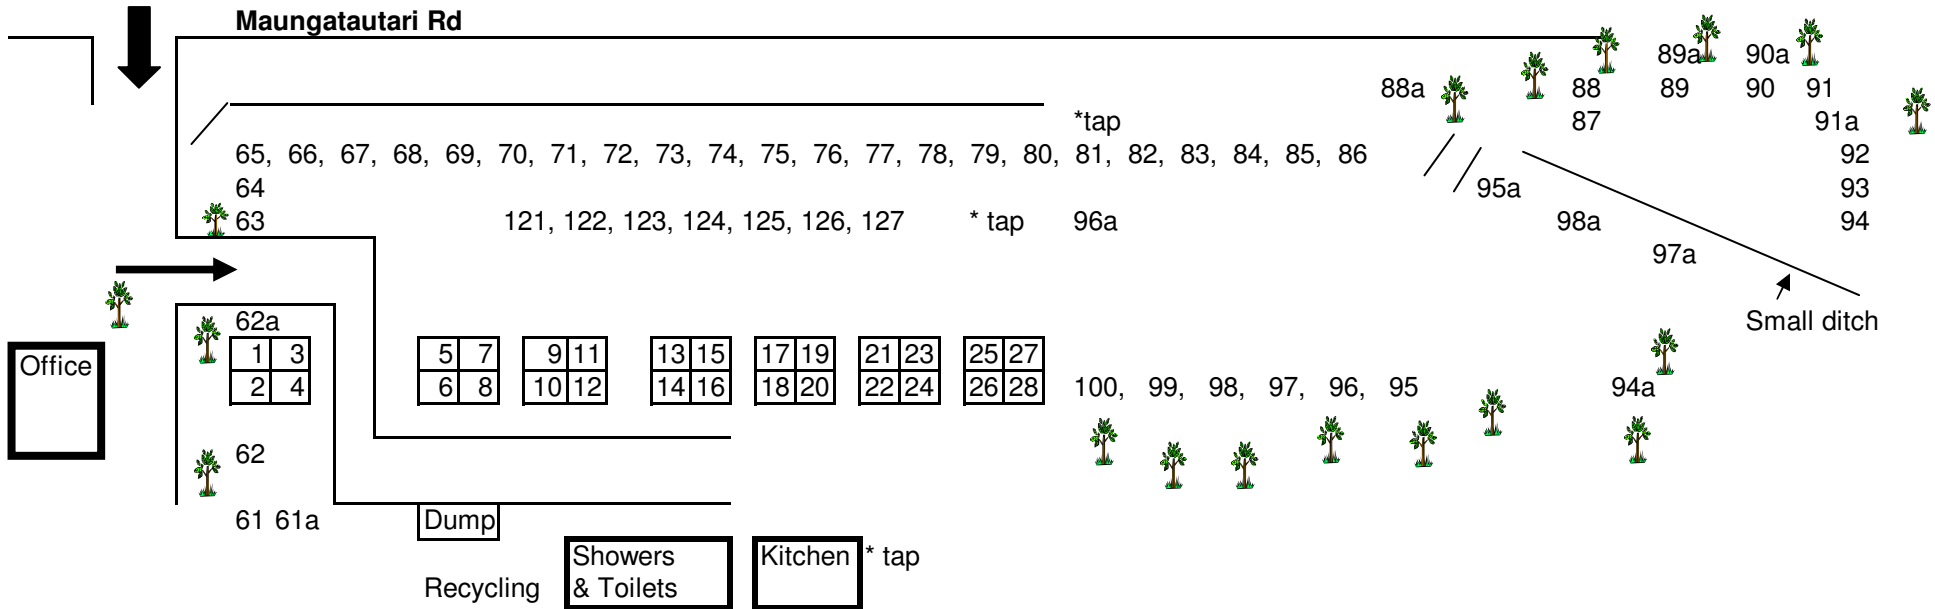 Maungatautari Rd
89a 90a
88a 88 89 90 91
*tap 87 91a
65, 66, 67, 68, 69, 70, 71, 72, 73, 74, 75, 76, 77, 78, 79, 80, 81, 82, 83, 84, 85, 86 92
64 95a 93
63 121, 122, 123, 124, 125, 126, 127 * tap 96a 98a 94
97a
62a Small ditch
Office 1 3 5 7 9 11 13 15 17 19 21 23 25 27
2 4 6 8 10 12 14 16 18 20 22 24 26 28 100, 99, 98, 97, 96, 95 94a
62
61 61a Dump
Showers Kitchen * tap
Recycling & Toilets